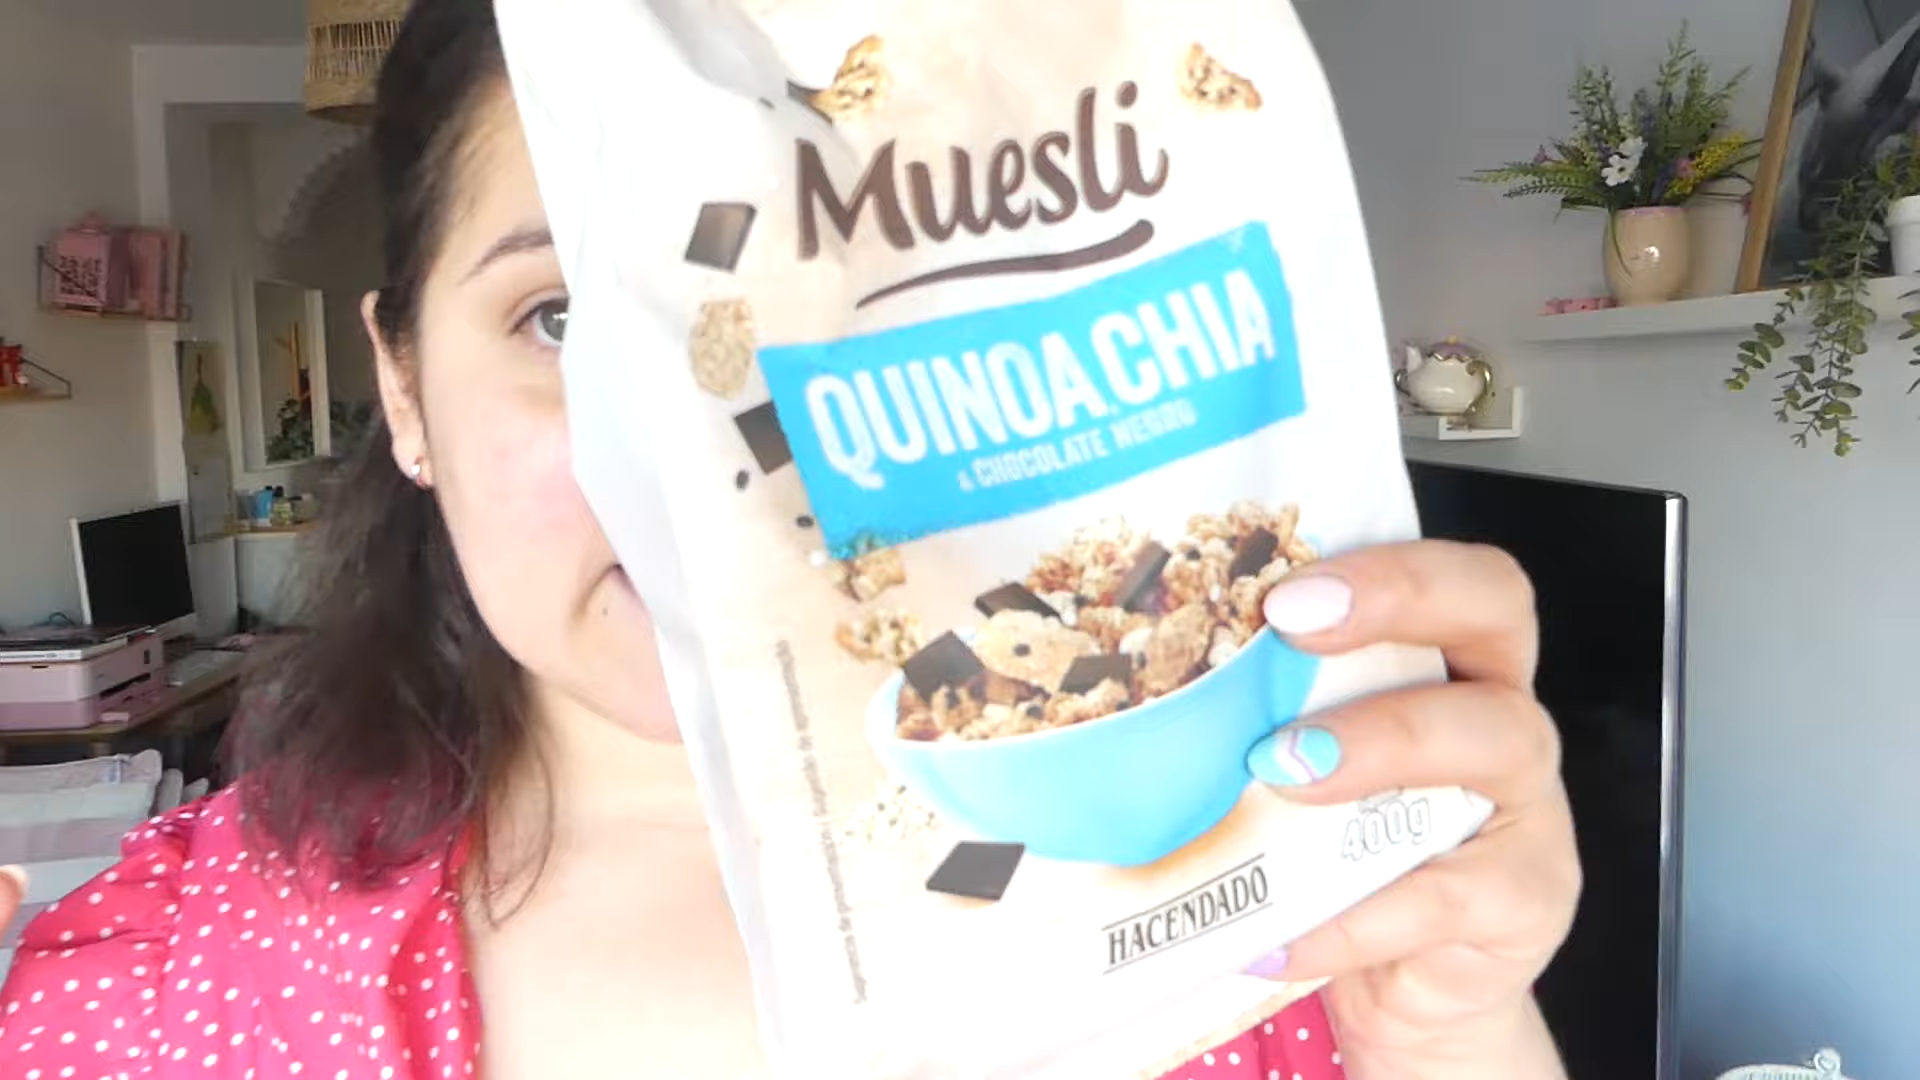 Muesli
QUINOA, CHIA
& CHOCOLATE NEGRO
400g
HACENDADO